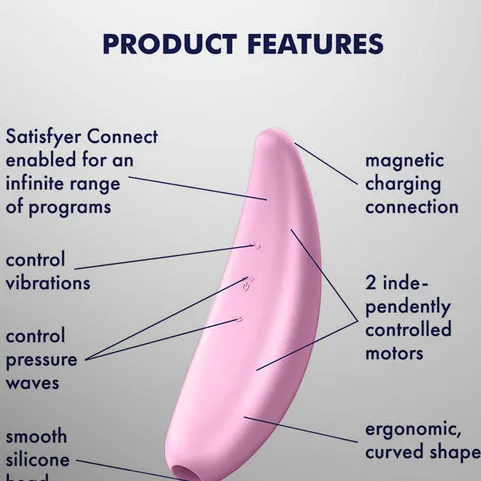 PRODUCT FEATURES
Satisfyer Connect
enabled for an
infinite range
of programs
magnetic
charging
connection
control
vibrations
2 inde-
pendently
controlled
motors
control
pressure
waves
ergonomic,
curved shape
smooth
silicone
head